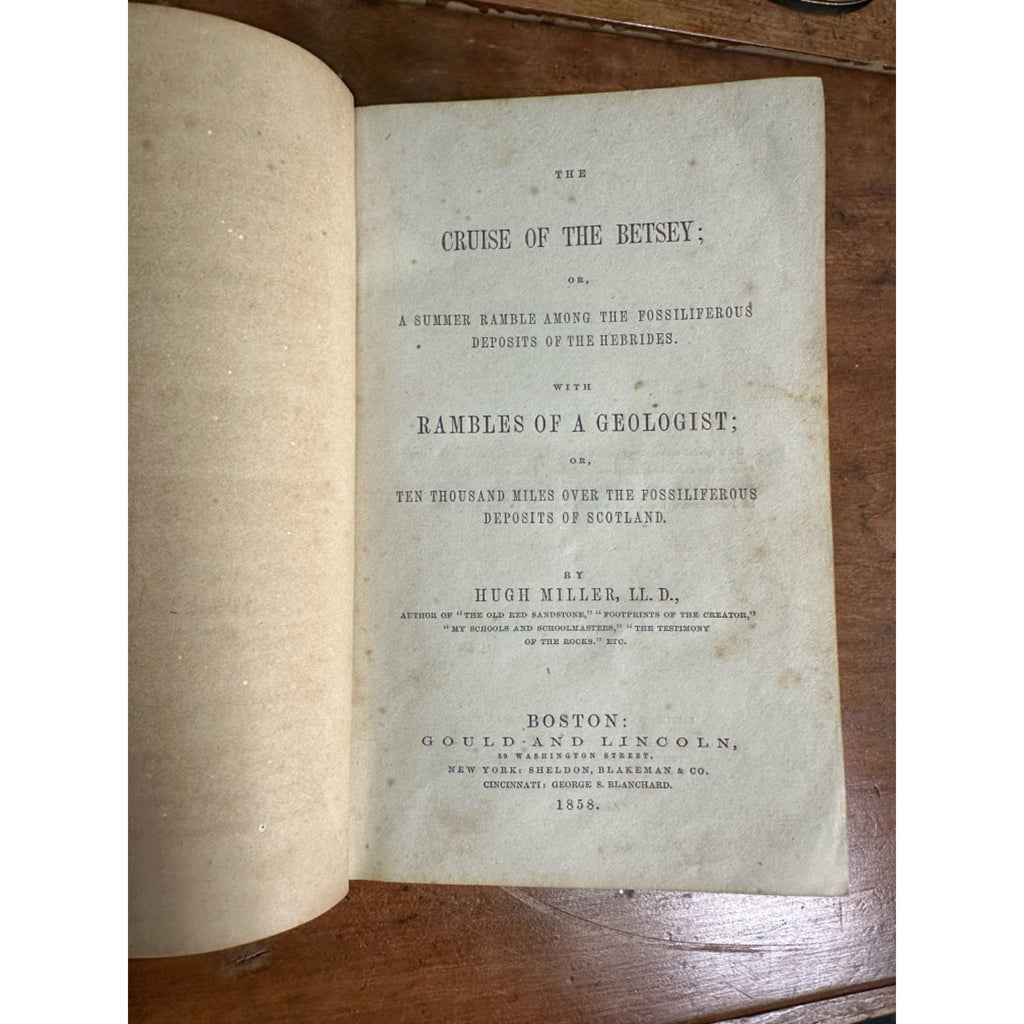 THE
CRUISE OF THE BETSEY;
OR,
A SUMMER RAMBLE AMONG THE FOSSILIFEROUS
DEPOSITS OF THE HEBRIDES.
WITH
RAMBLES OF A GEOLOGIST;
OR,
TEN THOUSAND MILES OVER THE FOSSILIFEROUS
DEPOSITS OF SCOTLAND.
BY
HUGH MILLER, LL. D.,
AUTHOR OF "THE OLD RED SANDSTONE," "FOOTPRINTS OF THE CREATOR,"
"MY SCHOOLS AND SCHOOLMASTERS," "THE TESTIMONY
OF THE ROCKS." ETC.
BOSTON:
GOULD AND LINCOLN,
59 WASHINGTON STREET.
NEW YORK: SHELDON, BLAKEMAN & CO.
CINCINNATI: GEORGE S. BLANCHARD.
1858.